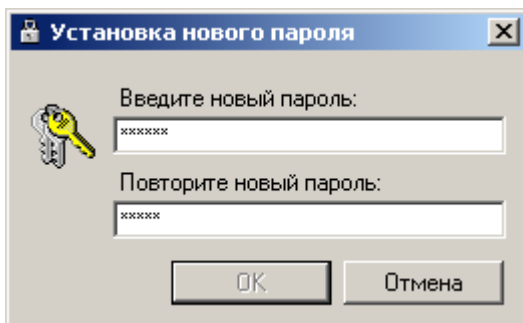 Установка нового пароля
Введите новый пароль:
******
Повторите новый пароль:
*****
OK
Отмена